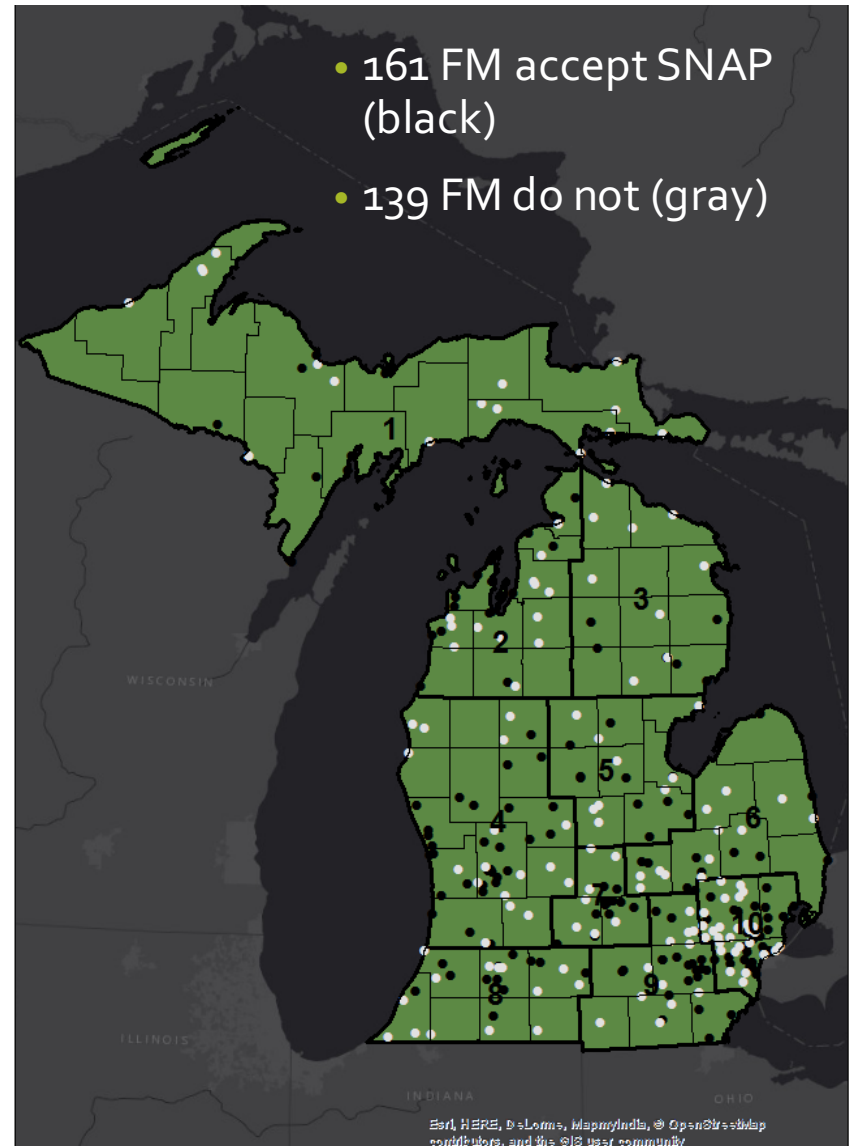 • 161 FM accept SNAP
(black)
• 139 FM do not (gray)
1
3
2
WISCONSIN
5
4
6
7
10
9
8
ILLINOIS
INDIANA
OHIO
Esri, HERE, DeLorme, MapmyIndia, © OpenStreetMap
contributors, and the GIS user community